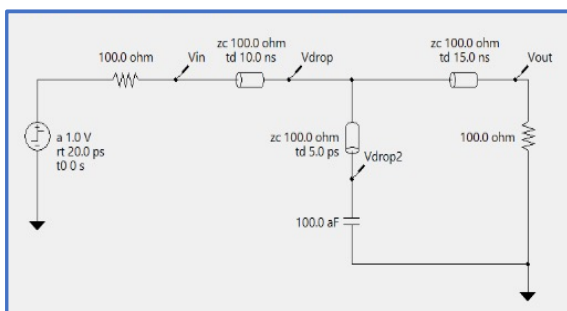 zc 100.0 ohm
td 10.0 ns
zc 100.0 ohm
td 15.0 ns
100.0 ohm
Vin
Vdrop
Vout
a 1.0 V
rt 20.0 ps
t0 0 s
zc 100.0 ohm
td 5.0 ps
100.0 ohm
Vdrop2
100.0 aF